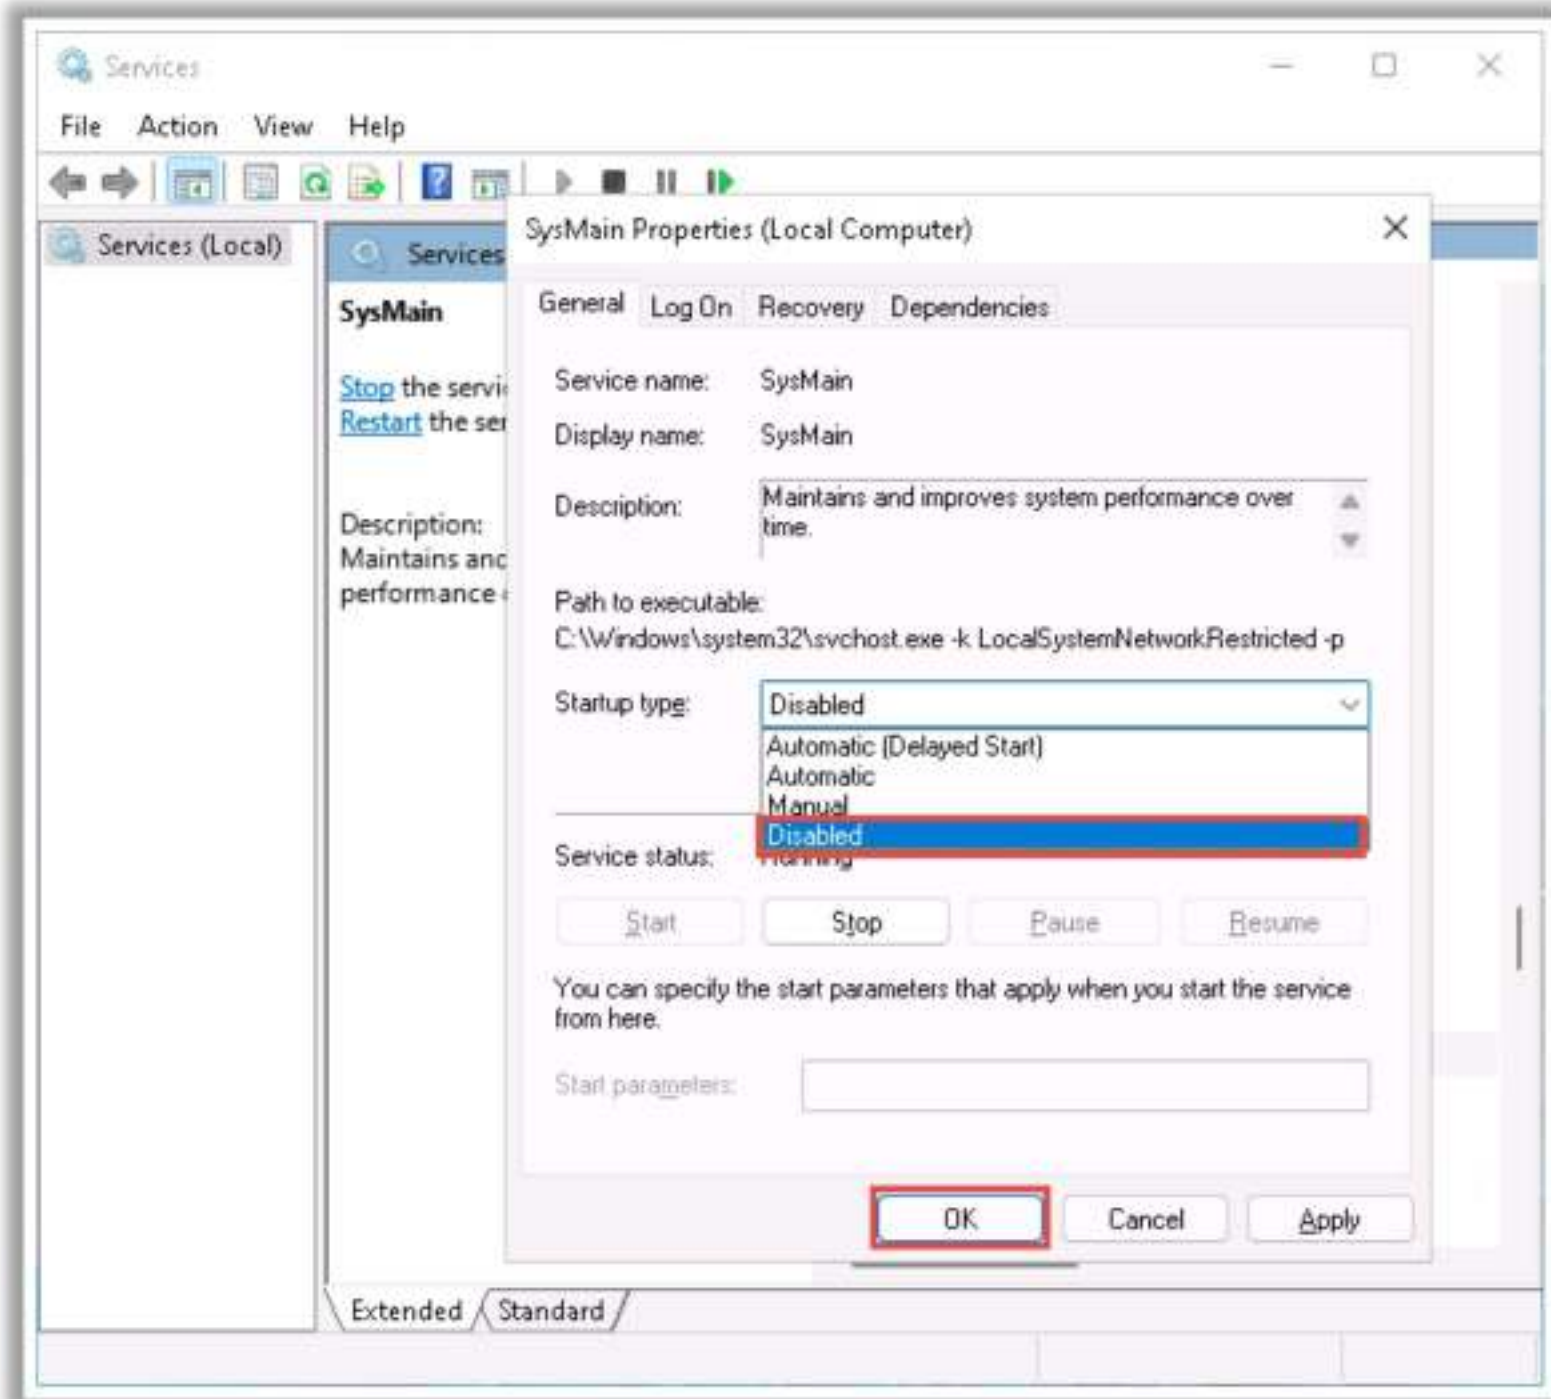 Services
File Action View Help
Services (Local)
Services
SysMain
Stop the servi
Restart the ser
Description:
Maintains and
performance
SysMain Properties (Local Computer)
General Log On Recovery Dependencies
Service name: SysMain
Display name: SysMain
Description: Maintains and improves system performance over
time.
Path to executable:
C:\Windows\system32\svchost.exe -k LocalSystemNetworkRestricted -p
Startup type: Disabled
Automatic (Delayed Start)
Automatic
Manual
Disabled
Service status: Running
Start Stop Pause Resume
You can specify the start parameters that apply when you start the service
from here.
Start parameters:
OK Cancel Apply
Extended Standard